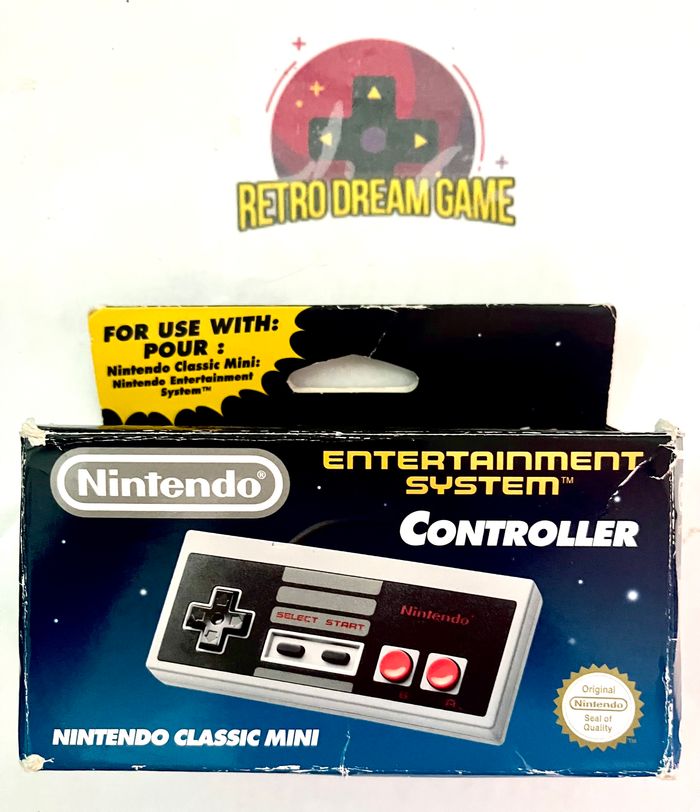 RETRO DREAM GAME
FOR USE WITH:
POUR :
Nintendo Classic Mini:
Nintendo Entertainment
System™
Nintendo®
ENTERTAINMENT
SYSTEM™
CONTROLLER
SELECT START
Nintendo®
B A
NINTENDO CLASSIC MINI
Original
Nintendo
Seal of
Quality
™